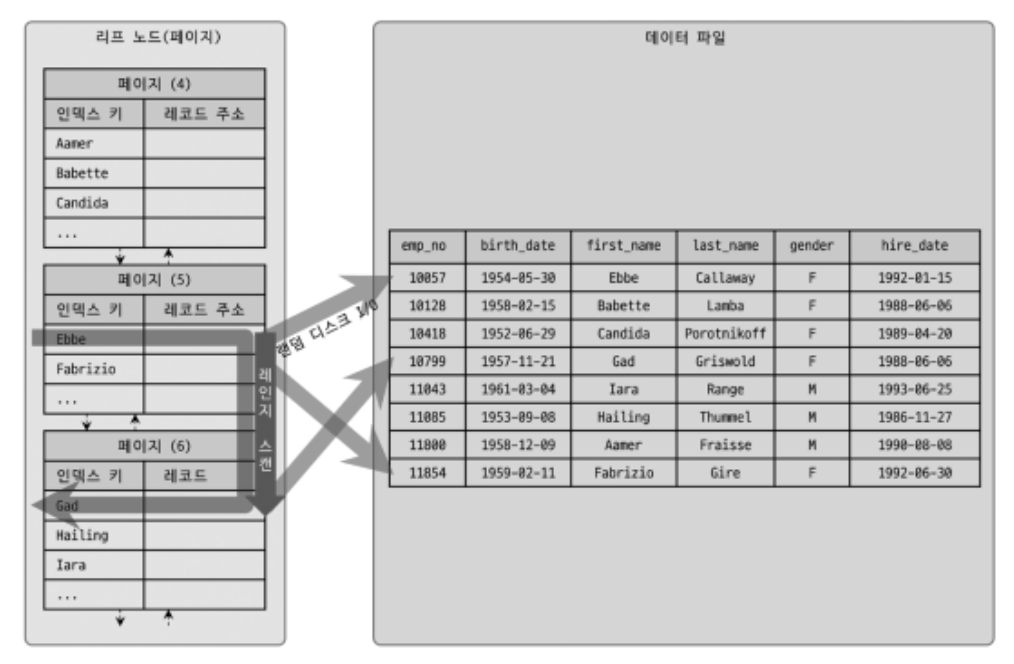 리프 노드(페이지)
페이지 (4)
인덱스 키 레코드 주소
Aamer
Babette
Candida
...
페이지 (5)
인덱스 키 레코드 주소
Ebbe
Fabrizio
...
페이지 (6)
인덱스 키 레코드
Gad
Hailing
Iara
...
레인지 스캔
랜덤 디스크 I/O
데이터 파일
emp_no birth_date first_name last_name gender hire_date
10057 1954-05-30 Ebbe Callaway F 1992-01-15
10128 1958-02-15 Babette Lamba F 1988-06-06
10418 1952-06-29 Candida Porotnikoff F 1989-04-20
10799 1957-11-21 Gad Griswold F 1988-06-06
11043 1961-03-04 Iara Range M 1993-06-25
11085 1953-09-08 Hailing Thummel M 1986-11-27
11800 1958-12-09 Aamer Fraisse M 1990-08-08
11854 1959-02-11 Fabrizio Gire F 1992-06-30